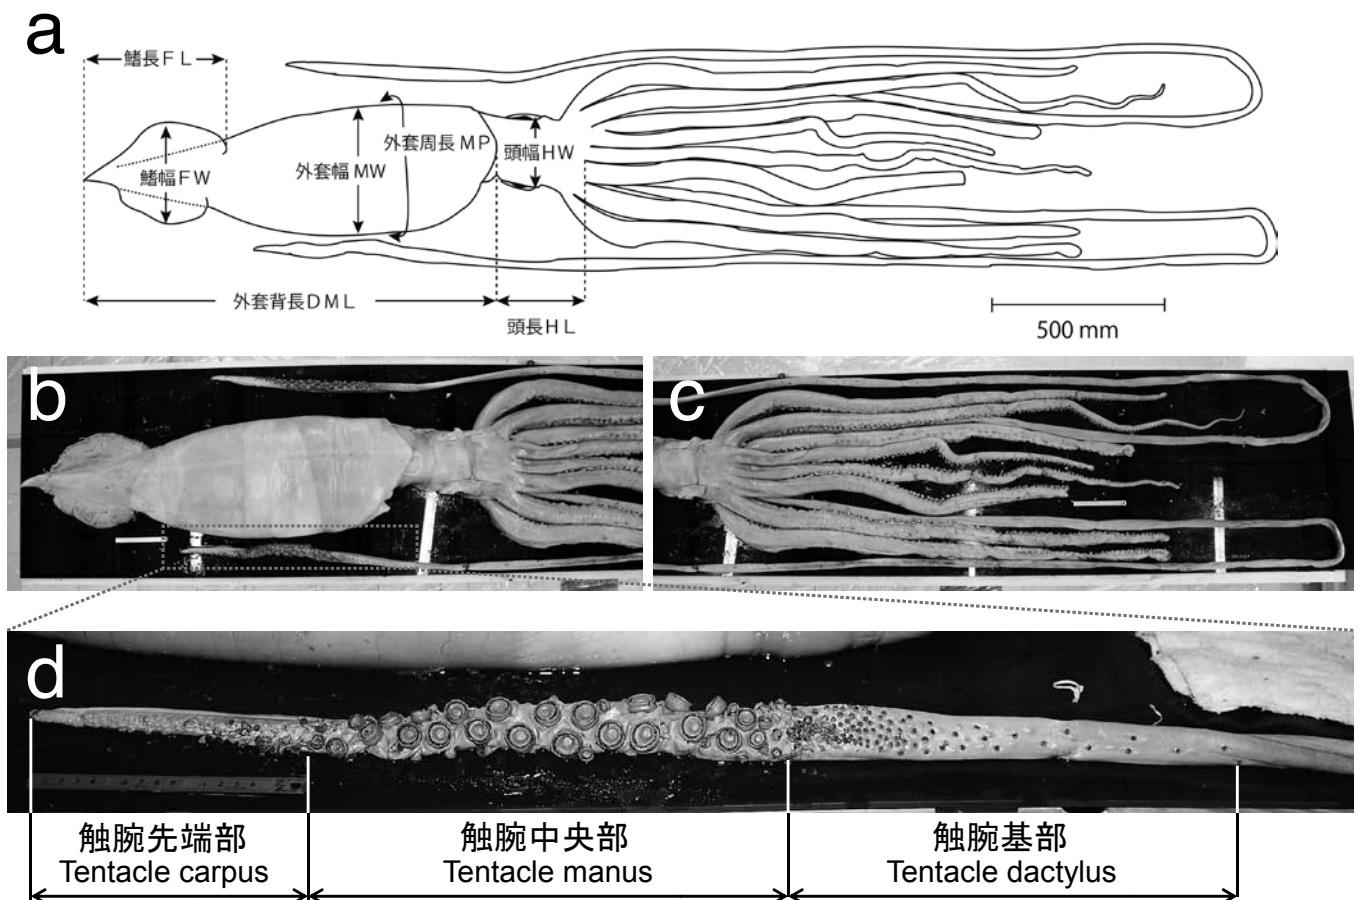 a
鰭長FL
外套周長 MP
頭幅HW
外套幅 MW
鰭幅FW
外套背長DML
頭長HL
500 mm
b
c
d
触腕先端部
Tentacle carpus
触腕中央部
Tentacle manus
触腕基部
Tentacle dactylus